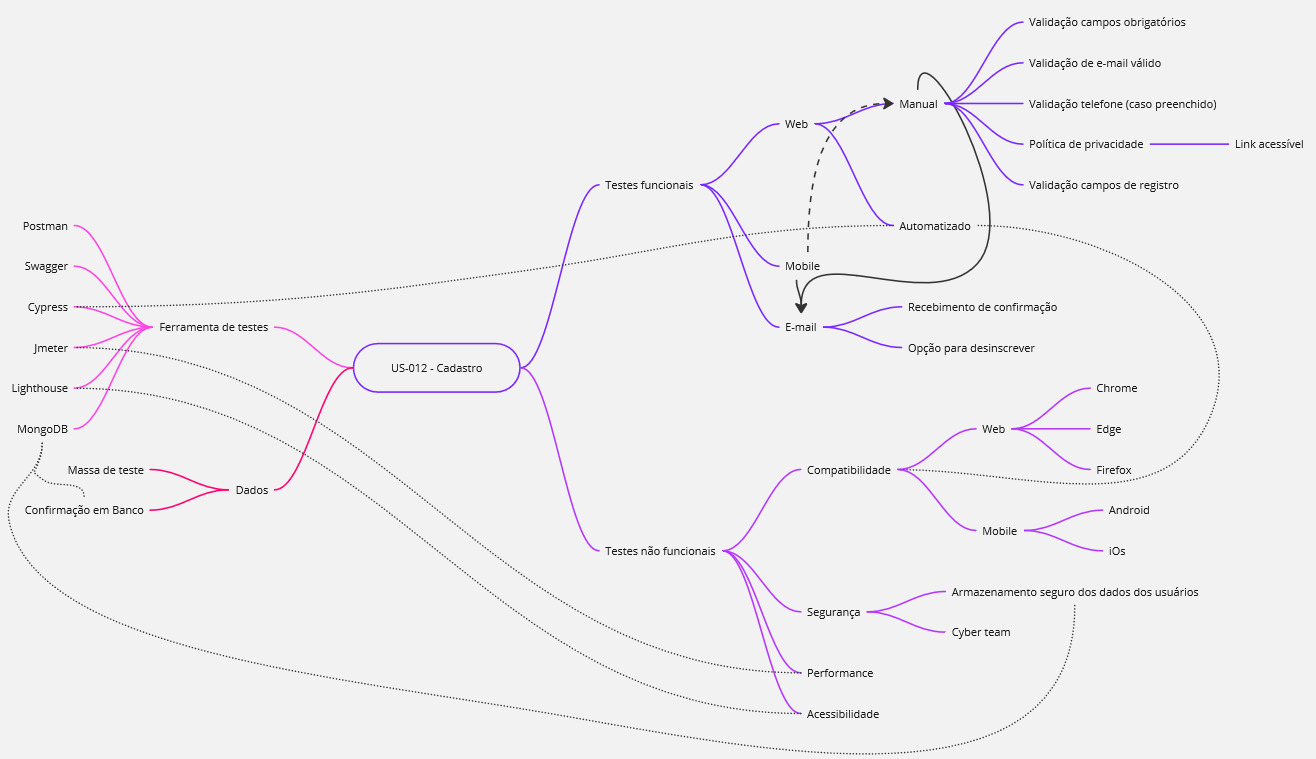 US-012 - Cadastro
Testes funcionais
Web
Manual
Validação campos obrigatórios
Validação de e-mail válido
Validação telefone (caso preenchido)
Política de privacidade
Link acessível
Validação campos de registro
Automatizado
Mobile
E-mail
Recebimento de confirmação
Opção para desinscrever
Testes não funcionais
Compatibilidade
Web
Chrome
Edge
Firefox
Mobile
Android
iOs
Segurança
Armazenamento seguro dos dados dos usuários
Cyber team
Performance
Acessibilidade
Ferramenta de testes
Postman
Swagger
Cypress
Jmeter
Lighthouse
MongoDB
Dados
Massa de teste
Confirmação em Banco